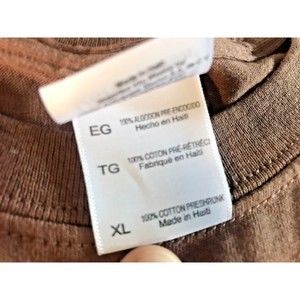 EG 100% ALGODON PRE-ENCOGIDO
Hecho en Haiti
TG 100% COTON PRÉ-RÉTRÉCI
Fabriqué en Haïti
XL 100% COTTON PRESHRUNK
Made in Haiti